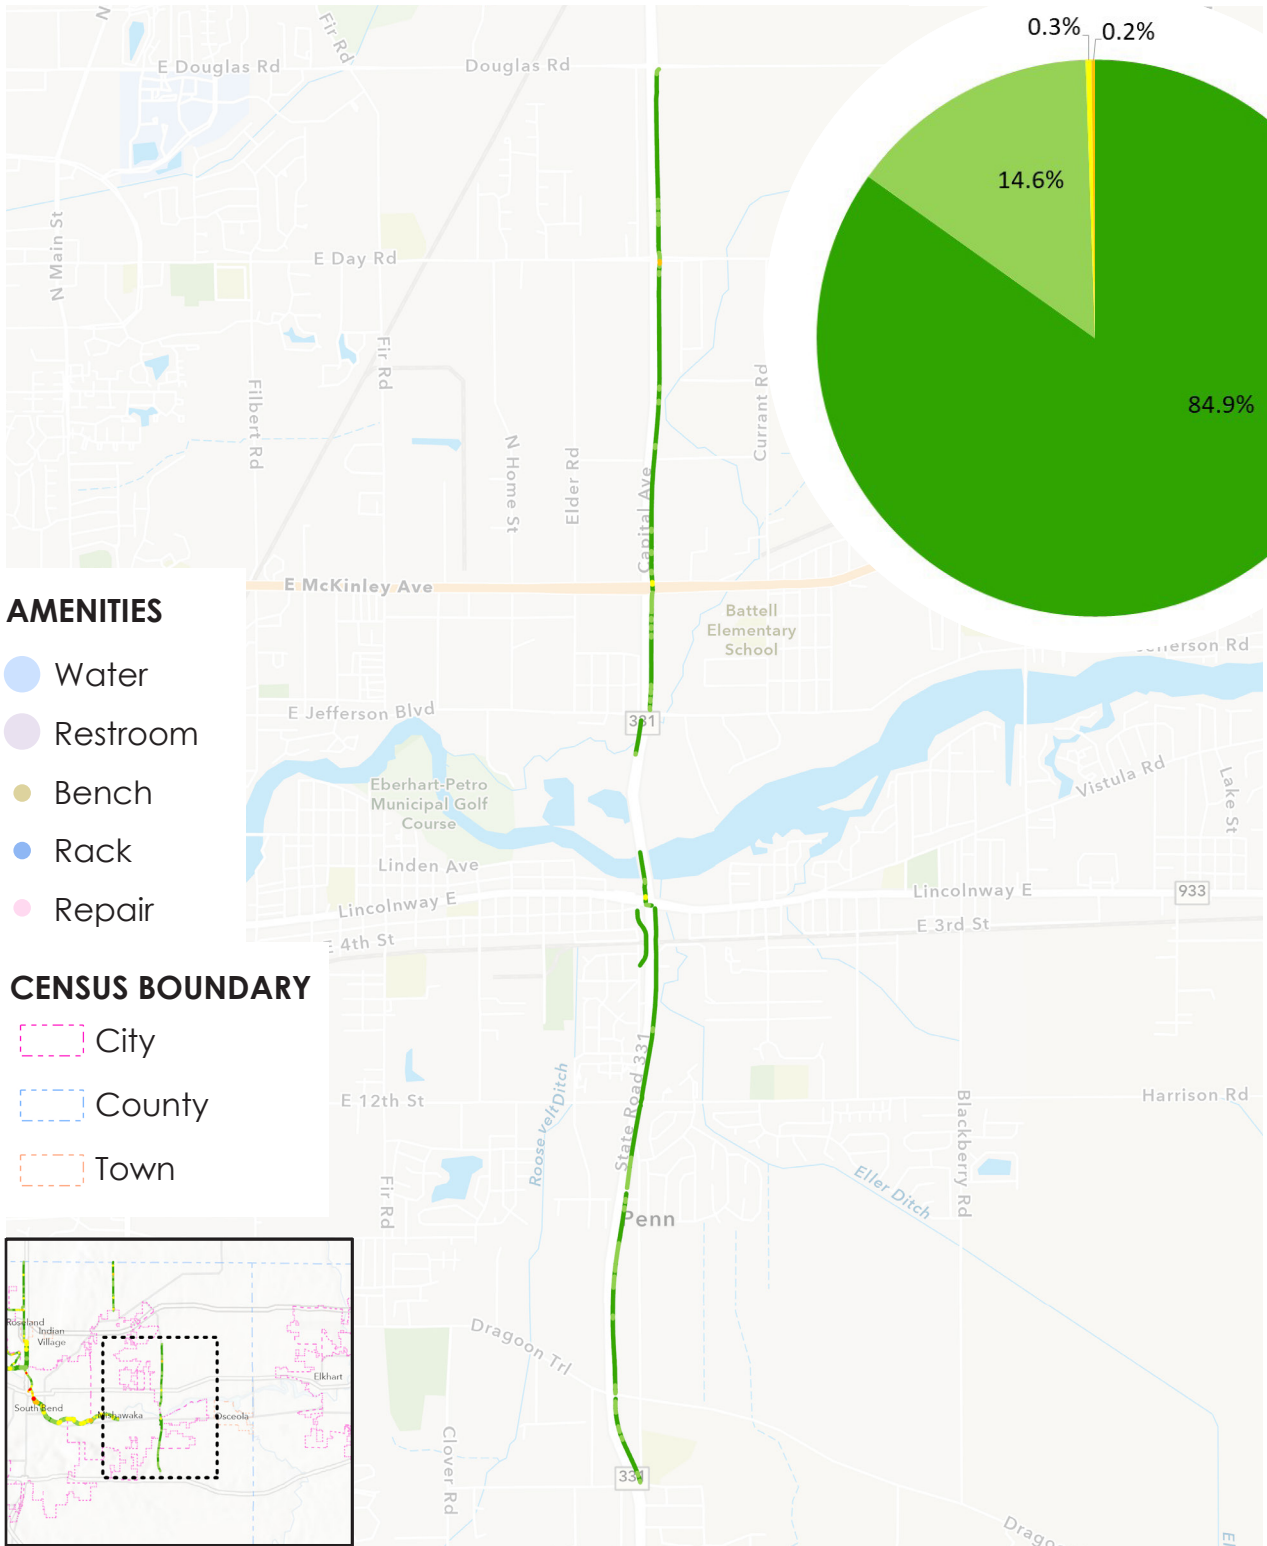 N
Fir Rd
E Douglas Rd
Douglas Rd
0.3%
0.2%
14.6%
84.9%
N Main St
E Day Rd
Fir Rd
Filbert Rd
N Home St
Elder Rd
Capital Ave
Currant Rd
E McKinley Ave
Battell
Elementary
School
AMENITIES
Water
Restroom
Bench
Rack
Repair
E Jefferson Blvd
331
Eberhart-Petro
Municipal Golf
Course
Vistula Rd
Lake St
Linden Ave
Lincolnway E
Lincolnway E
933
E 4th St
E 3rd St
CENSUS BOUNDARY
City
County
Town
E 12th St
Roosevelt Ditch
State Road 331
Blackberry Rd
Harrison Rd
Eller Ditch
Fir Rd
Penn
Dragoon Trl
Clover Rd
331
Roseland
Indian
Village
South Bend
Mishawaka
Osceola
Elkhart